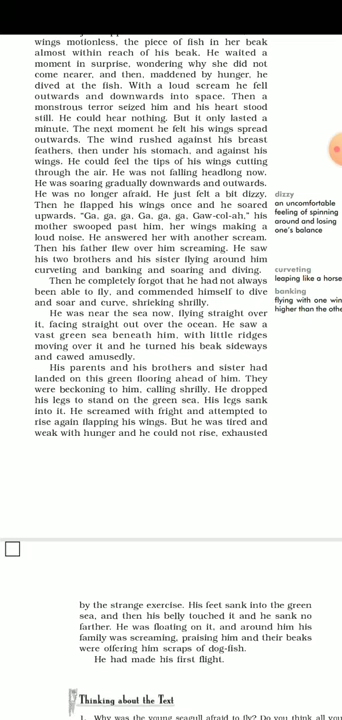 wings motionless, the piece of fish in her beak
almost within reach of his beak. He waited a
moment in surprise, wondering why she did not
come nearer, and then, maddened by hunger, he
dived at the fish. With a loud scream he fell
outwards and downwards into space. Then a
monstrous terror seized him and his heart stood
still. He could hear nothing. But it only lasted a
minute. The next moment he felt his wings spread
outwards. The wind rushed against his breast
feathers, then under his stomach, and against his
wings. He could feel the tips of his wings cutting
through the air. He was not falling headlong now.
He was soaring gradually downwards and outwards.
He was no longer afraid. He just felt a bit dizzy.
Then he flapped his wings once and he soared
upwards. “Ga, ga, ga, Ga, ga, ga, Gaw-col-ah,” his
mother swooped past him, her wings making a
loud noise. He answered her with another scream.
Then his father flew over him screaming. He saw
his two brothers and his sister flying around him
curveting and banking and soaring and diving.
Then he completely forgot that he had not always
been able to fly, and commended himself to dive
and soar and curve, shrieking shrilly.
He was near the sea now, flying straight over
it, facing straight out over the ocean. He saw a
vast green sea beneath him, with little ridges
moving over it and he turned his beak sideways
and cawed amusedly.
His parents and his brothers and sister had
landed on this green flooring ahead of him. They
were beckoning to him, calling shrilly. He dropped
his legs to stand on the green sea. His legs sank
into it. He screamed with fright and attempted to
rise again flapping his wings. But he was tired and
weak with hunger and he could not rise, exhausted
dizzy
an uncomfortable
feeling of spinning
around and losing
one's balance
curveting
leaping like a horse
banking
flying with one win
higher than the othe
by the strange exercise. His feet sank into the green
sea, and then his belly touched it and he sank no
farther. He was floating on it, and around him his
family was screaming, praising him and their beaks
were offering him scraps of dog-fish.
He had made his first flight.
Thinking about the Text
1. Why was the young seagull afraid to fly? Do you think all you